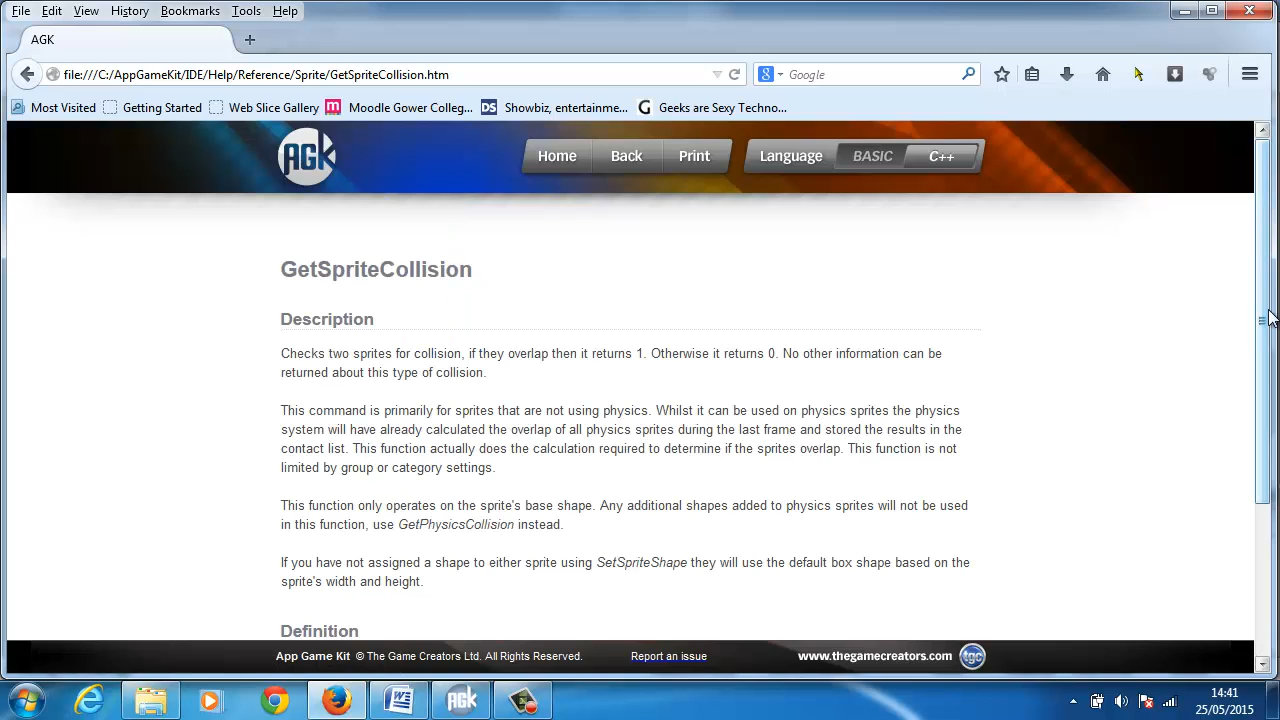 File Edit View History Bookmarks Tools Help
AGK
file:///C:/AppGameKit/IDE/Help/Reference/Sprite/GetSpriteCollision.htm
Google
Most Visited Getting Started Web Slice Gallery Moodle Gower Colleg... DS Showbiz, entertainme... G Geeks are Sexy Techno...
AGK Home Back Print Language BASIC C++
GetSpriteCollision
Description
Checks two sprites for collision, if they overlap then it returns 1. Otherwise it returns 0. No other information can be
returned about this type of collision.
This command is primarily for sprites that are not using physics. Whilst it can be used on physics sprites the physics
system will have already calculated the overlap of all physics sprites during the last frame and stored the results in the
contact list. This function actually does the calculation required to determine if the sprites overlap. This function is not
limited by group or category settings.
This function only operates on the sprite's base shape. Any additional shapes added to physics sprites will not be used
in this function, use GetPhysicsCollision instead.
If you have not assigned a shape to either sprite using SetSpriteShape they will use the default box shape based on the
sprite's width and height.
Definition
App Game Kit © The Game Creators Ltd. All Rights Reserved. Report an issue www.thegamecreators.com tgc
AGK
14:41
25/05/2015